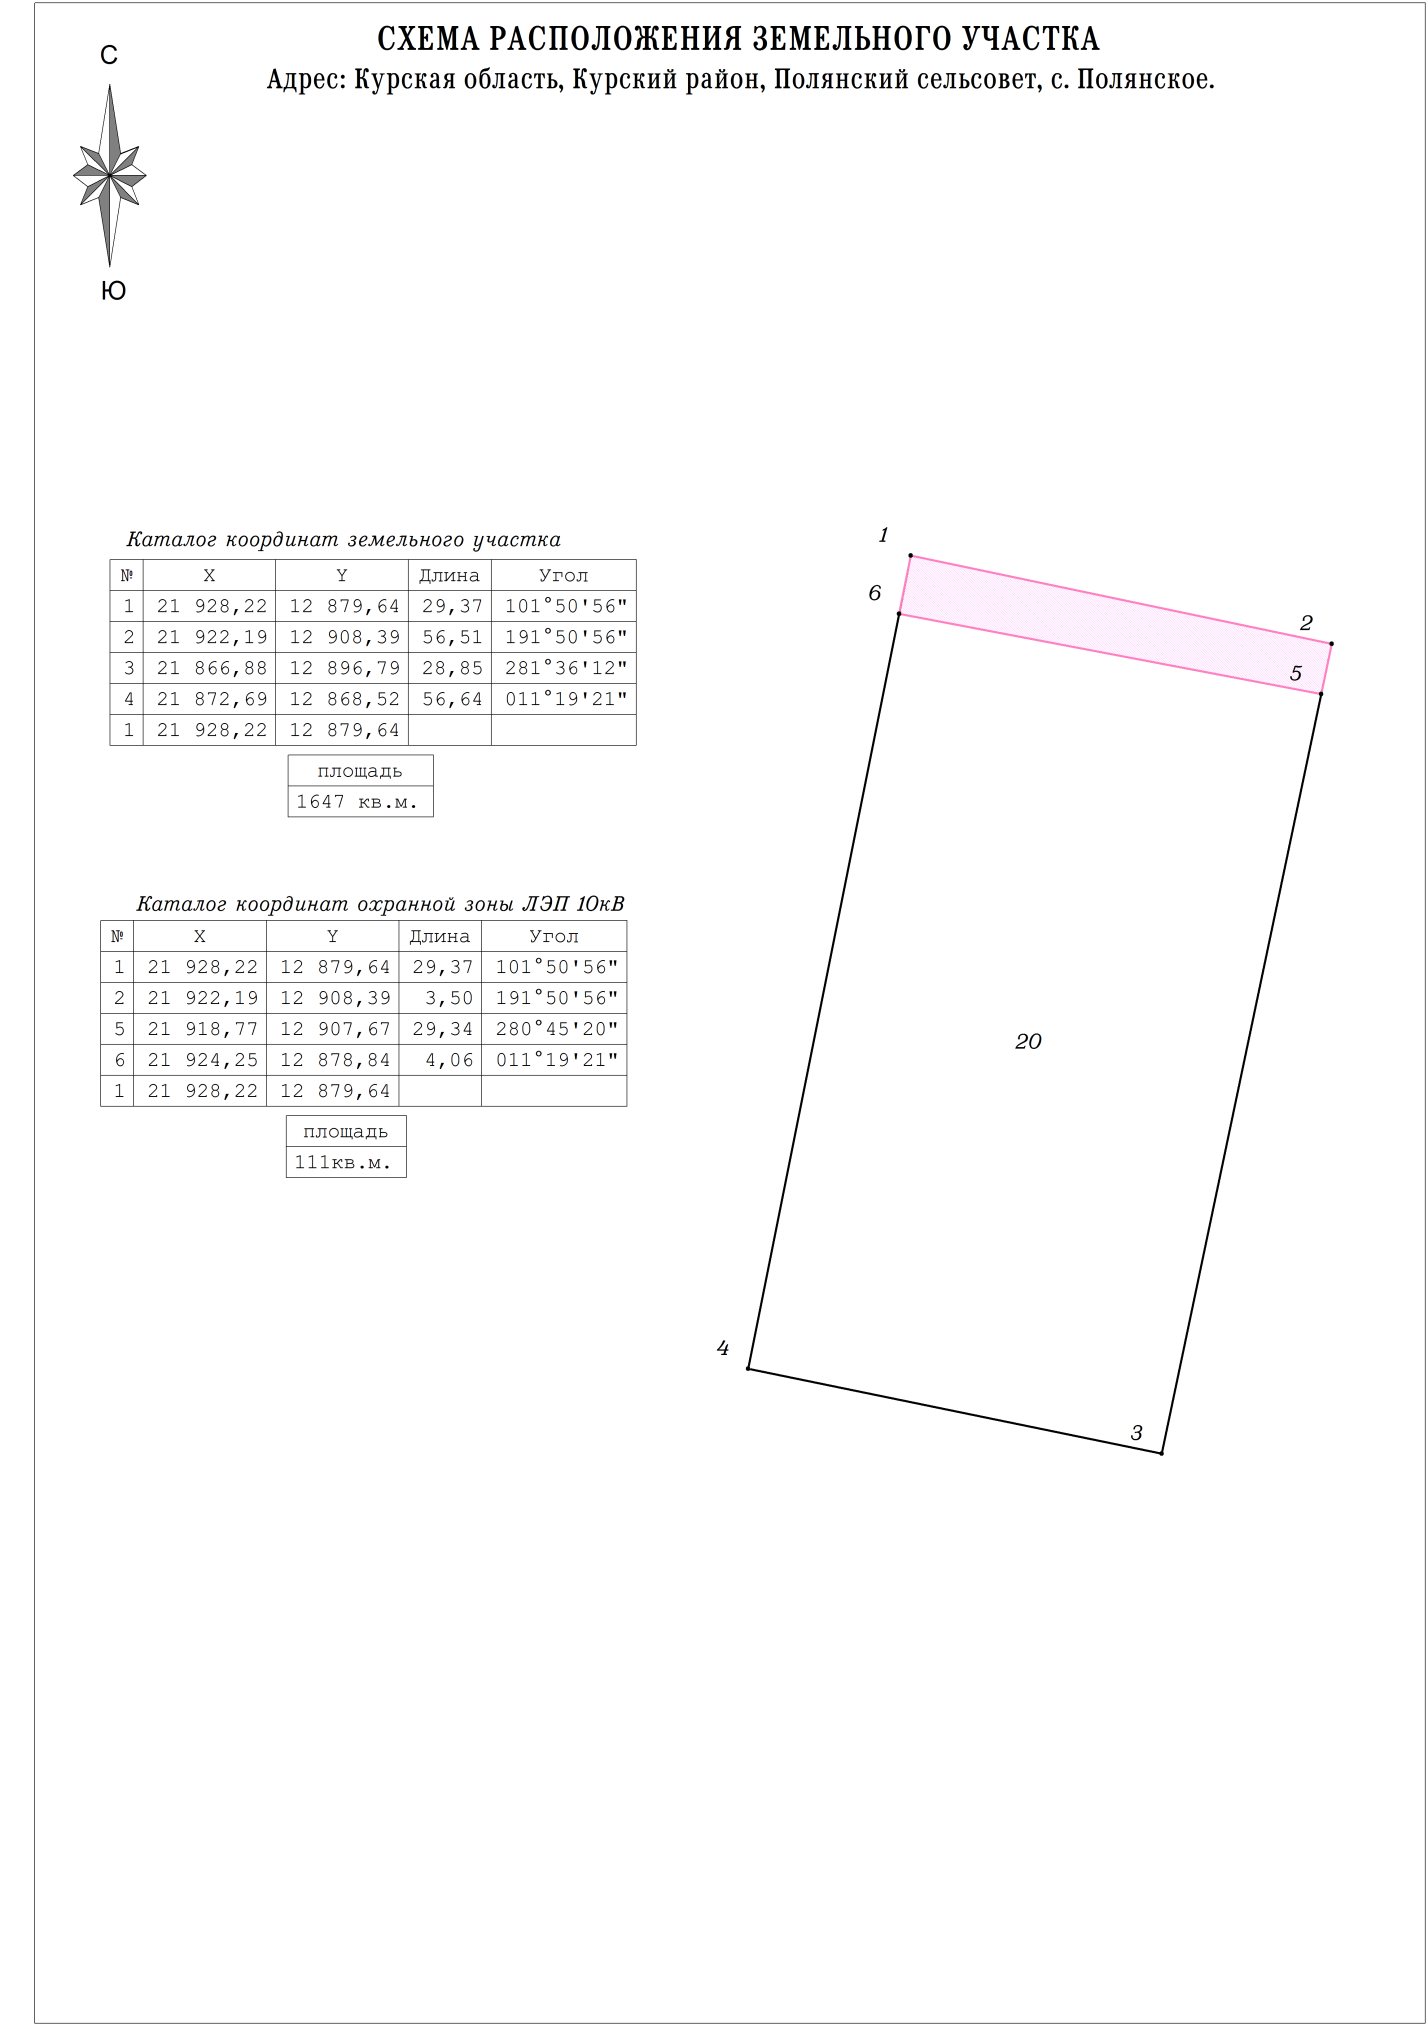 СХЕМА РАСПОЛОЖЕНИЯ ЗЕМЕЛЬНОГО УЧАСТКА
Адрес: Курская область, Курский район, Полянский сельсовет, с. Полянское.
С
Ю
Каталог координат земельного участка
№ X Y Длина Угол
1 21 928,22 12 879,64 29,37 101°50'56"
2 21 922,19 12 908,39 56,51 191°50'56"
3 21 866,88 12 896,79 28,85 281°36'12"
4 21 872,69 12 868,52 56,64 011°19'21"
1 21 928,22 12 879,64
площадь
1647 кв.м.
Каталог координат охранной зоны ЛЭП 10кВ
№ X Y Длина Угол
1 21 928,22 12 879,64 29,37 101°50'56"
2 21 922,19 12 908,39 3,50 191°50'56"
5 21 918,77 12 907,67 29,34 280°45'20"
6 21 924,25 12 878,84 4,06 011°19'21"
1 21 928,22 12 879,64
площадь
111кв.м.
1
6
2
5
20
4
3